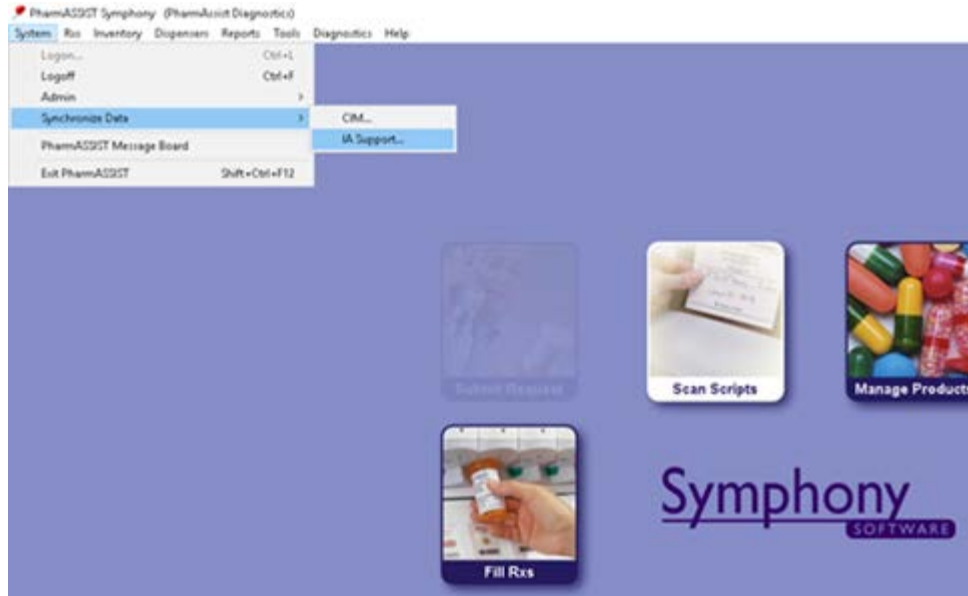 PharmASSIST Symphony (PharmAssist Diagnostics)
System Rxs Inventory Dispensers Reports Tools Diagnostics Help
Logon... Ctrl+L
Logoff Ctrl+F
Admin
Synchronize Data
CIM...
IA Support...
PharmASSIST Message Board
Exit PharmASSIST Shift+Ctrl+F12
Submit Request
Scan Scripts
Manage Products
Fill Rxs
Symphony
SOFTWARE